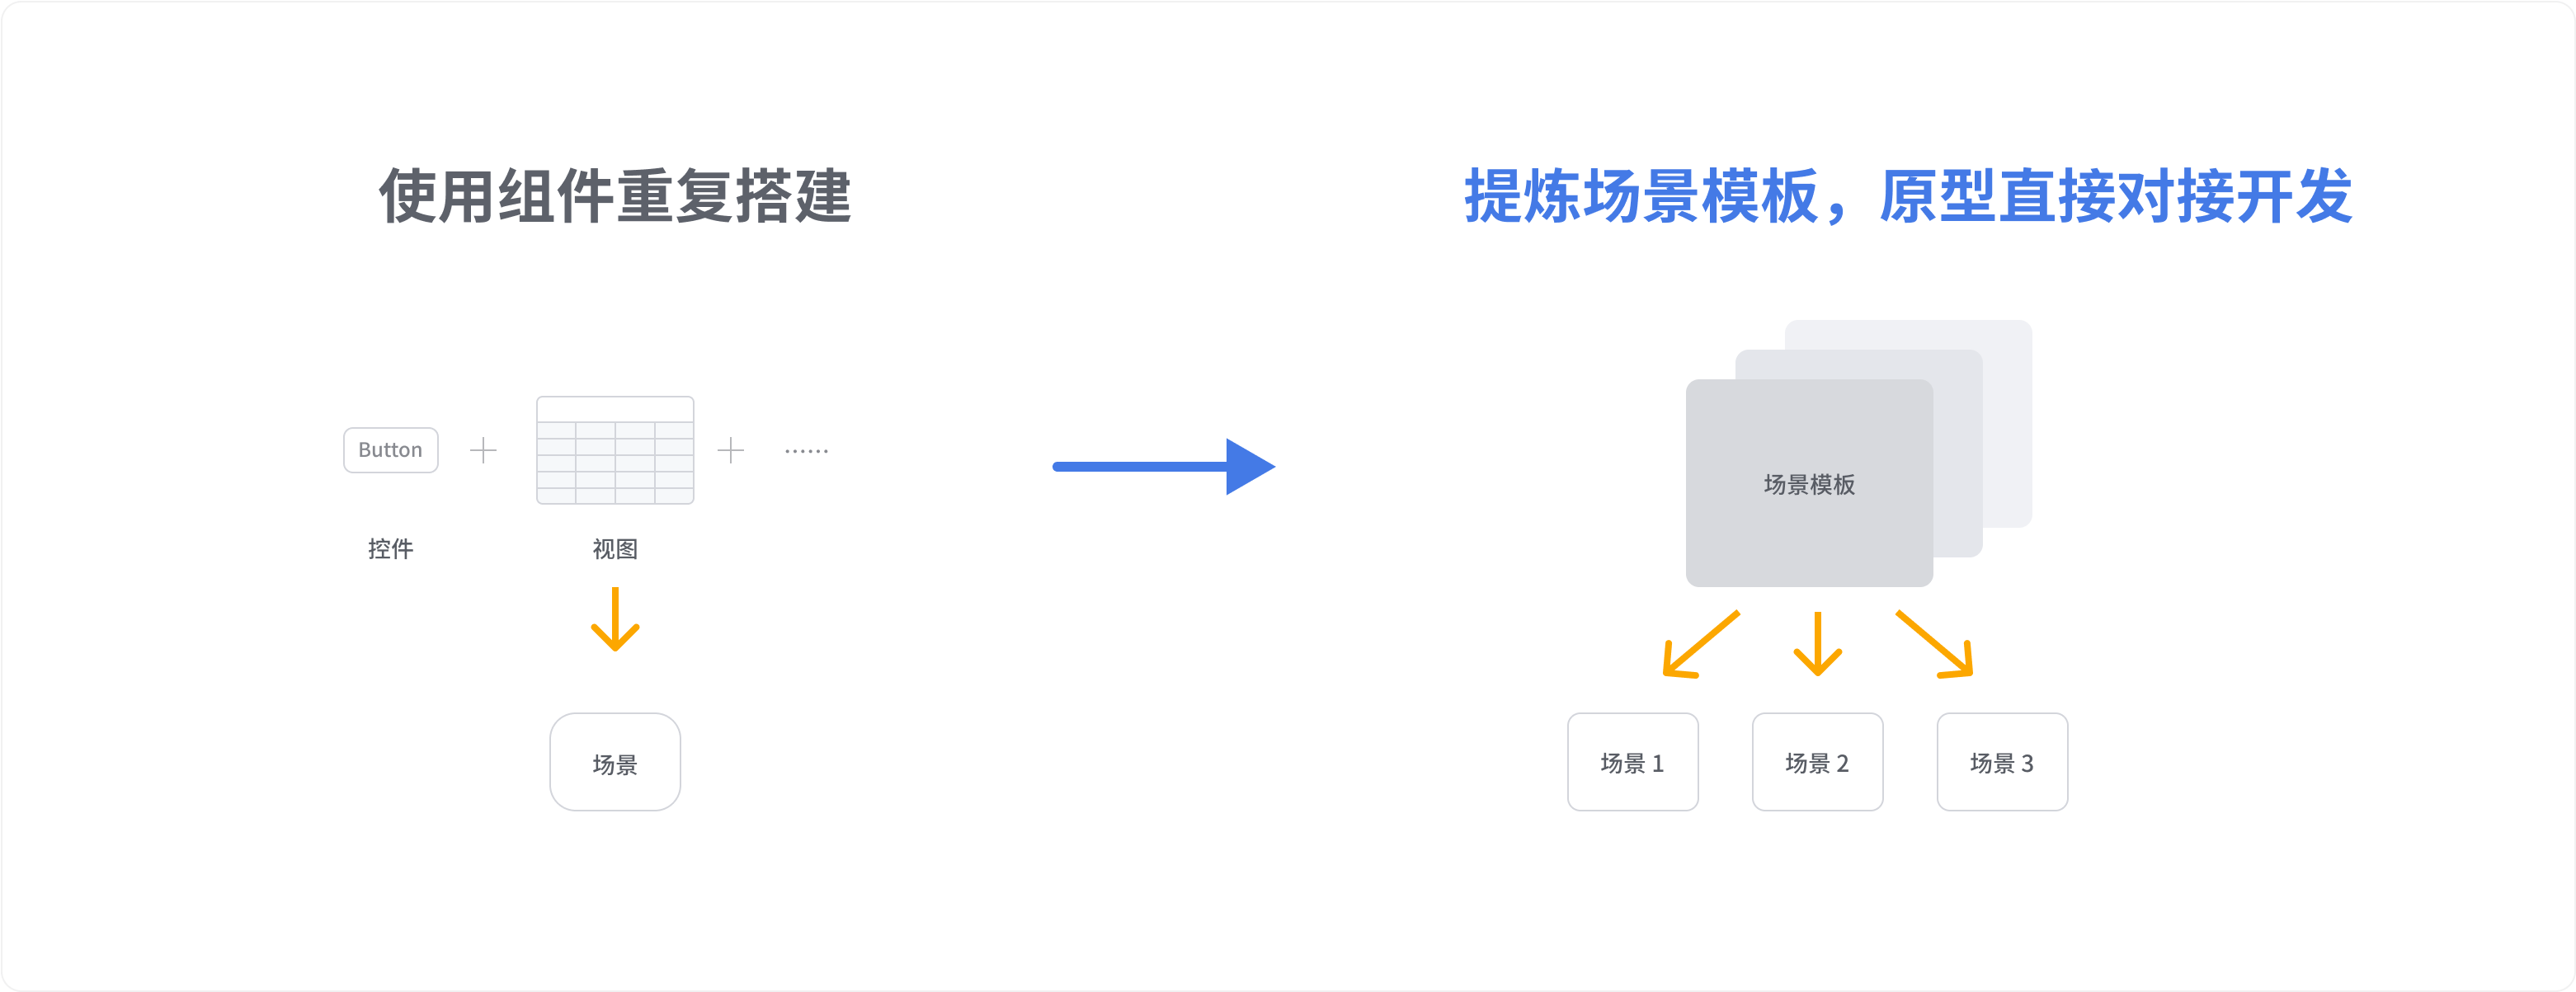 使用组件重复搭建
Button
······
控件
视图
场景
提炼场景模板，原型直接对接开发
场景模板
场景 1
场景 2
场景 3